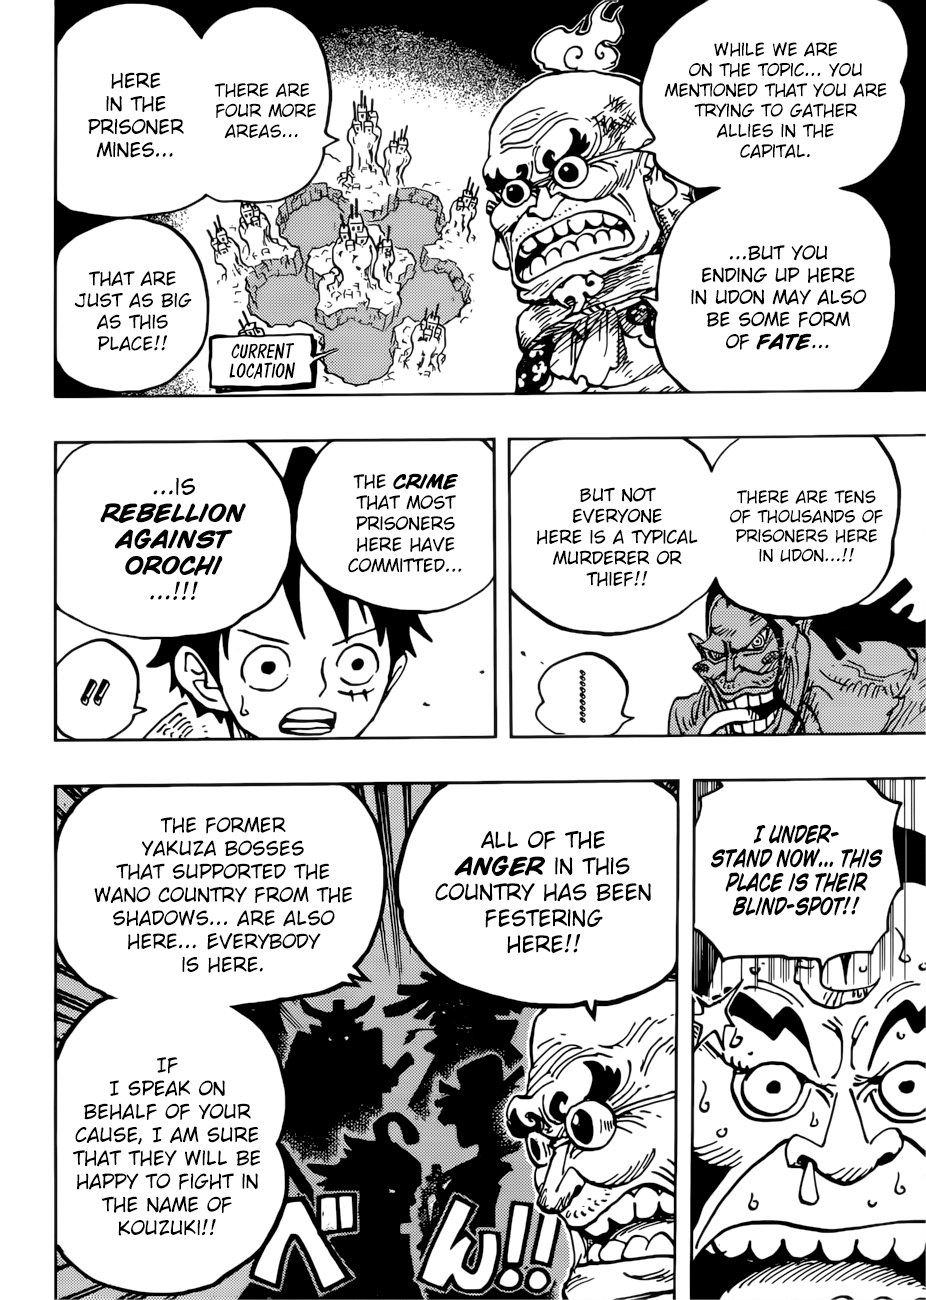 WHILE WE ARE
ON THE TOPIC... YOU
MENTIONED THAT YOU ARE
TRYING TO GATHER
ALLIES IN THE
CAPITAL.
...BUT YOU
ENDING UP HERE
IN UDON MAY ALSO
BE SOME FORM
OF FATE...
THERE ARE
FOUR MORE
AREAS...
HERE
IN THE
PRISONER
MINES...
THAT ARE
JUST AS BIG
AS THIS
PLACE!!
CURRENT
LOCATION
THERE ARE TENS
OF THOUSANDS OF
PRISONERS HERE
IN UDON...!!
BUT NOT
EVERYONE
HERE IS A TYPICAL
MURDERER OR
THIEF!!
.........
THE CRIME
THAT MOST
PRISONERS
HERE HAVE
COMMITTED...
...IS
REBELLION
AGAINST
OROCHI
...!!!
!!
I UNDER-
STAND NOW... THIS
PLACE IS THEIR
BLIND-SPOT!!
ALL OF THE
ANGER IN THIS
COUNTRY HAS BEEN
FESTERING
HERE!!
THE FORMER
YAKUZA BOSSES
THAT SUPPORTED THE
WANO COUNTRY FROM THE
SHADOWS... ARE ALSO
HERE... EVERYBODY
IS HERE.
IF
I SPEAK ON
BEHALF OF YOUR
CAUSE, I AM SURE
THAT THEY WILL BE
HAPPY TO FIGHT IN
THE NAME OF
KOUZUKI!!
べん!!